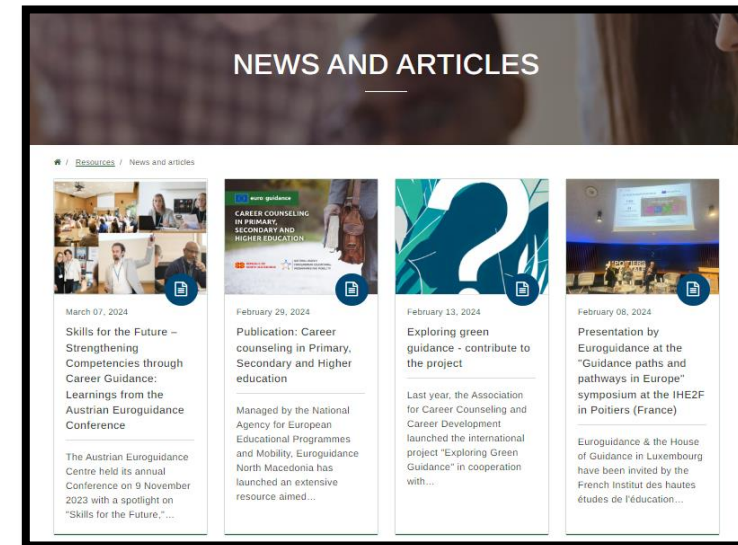 NEWS AND ARTICLES
/ Resources / News and articles
euro guidance
CAREER COUNSELING
IN PRIMARY,
SECONDARY AND
HIGHER EDUCATION
March 07, 2024
Skills for the Future –
Strengthening
Competencies through
Career Guidance:
Learnings from the
Austrian Euroguidance
Conference
The Austrian Euroguidance
Centre held its annual
Conference on 9 November
2023 with a spotlight on
"Skills for the Future,"...
February 29, 2024
Publication: Career
counseling in Primary,
Secondary and Higher
education
Managed by the National
Agency for European
Educational Programmes
and Mobility, Euroguidance
North Macedonia has
launched an extensive
resource aimed...
February 13, 2024
Exploring green
guidance - contribute to
the project
Last year, the Association
for Career Counseling and
Career Development
launched the international
project "Exploring Green
Guidance" in cooperation
with...
February 08, 2024
Presentation by
Euroguidance at the
"Guidance paths and
pathways in Europe"
symposium at the IHE2F
in Poitiers (France)
Euroguidance & the House
of Guidance in Luxembourg
have been invited by the
French Institut des hautes
études de l'éducation...